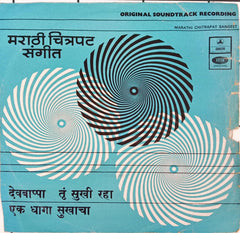 ORIGINAL SOUNDTRACK RECORDING
MARATHI CHITRAPAT SANGEET
मराठी चित्रपट
संगीत
देवबाप्पा तूं सुखी रहा
एक धागा सुखाचा